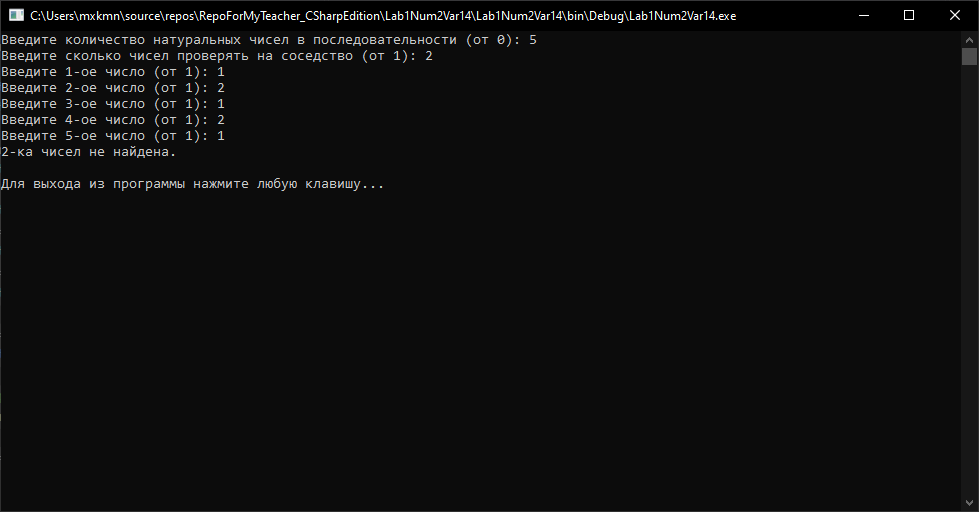 C:\Users\mxkmn\source\repos\RepoForMyTeacher_CSharpEdition\Lab1Num2Var14\Lab1Num2Var14\bin\Debug\Lab1Num2Var14.exe
Введите количество натуральных чисел в последовательности (от 0): 5
Введите сколько чисел проверять на соседство (от 1): 2
Введите 1-ое число (от 1): 1
Введите 2-ое число (от 1): 2
Введите 3-ое число (от 1): 1
Введите 4-ое число (от 1): 2
Введите 5-ое число (от 1): 1
2-ка чисел не найдена.
Для выхода из программы нажмите любую клавишу...